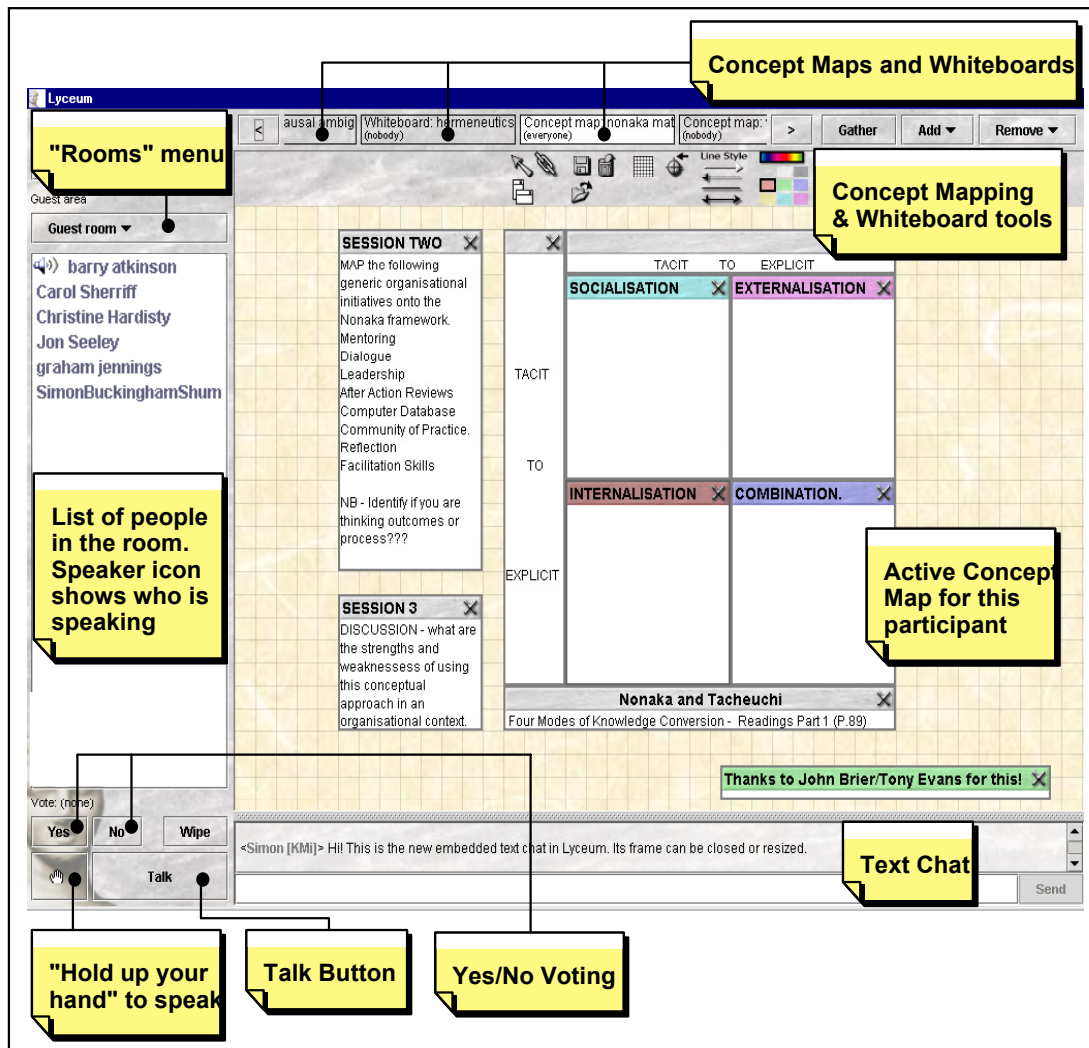 Concept Maps and Whiteboards
Lyceum
"Rooms" menu
<
ausal ambig
Whiteboard: hermeneutics
(nobody)
Concept map: nonaka mat
(everyone)
Concept map:
(nobody)
>
Gather
Add
Remove
Line Style
Concept Mapping
& Whiteboard tools
Guest area
Guest room
barry atkinson
Carol Sherriff
Christine Hardisty
Jon Seeley
graham jennings
SimonBuckinghamShum
List of people
in the room.
Speaker icon
shows who is
speaking
SESSION TWO
MAP the following
generic organisational
initiatives onto the
Nonaka framework.
Mentoring
Dialogue
Leadership
After Action Reviews
Computer Database
Community of Practice.
Reflection
Facilitation Skills
NB - Identify if you are
thinking outcomes or
process???
SESSION 3
DISCUSSION - what are
the strengths and
weaknessess of using
this conceptual
approach in an
organisational context.
TACIT TO EXPLICIT
SOCIALISATION
EXTERNALISATION
TACIT
TO
EXPLICIT
INTERNALISATION
COMBINATION.
Nonaka and Tacheuchi
Four Modes of Knowledge Conversion - Readings Part 1 (P.89)
Active Concept
Map for this
participant
Thanks to John Brier/Tony Evans for this!
Vote: (none)
Yes
No
Wipe
Talk
<Simon [KMi]> Hi! This is the new embedded text chat in Lyceum. Its frame can be closed or resized.
Text Chat
Send
"Hold up your
hand" to speak
Talk Button
Yes/No Voting